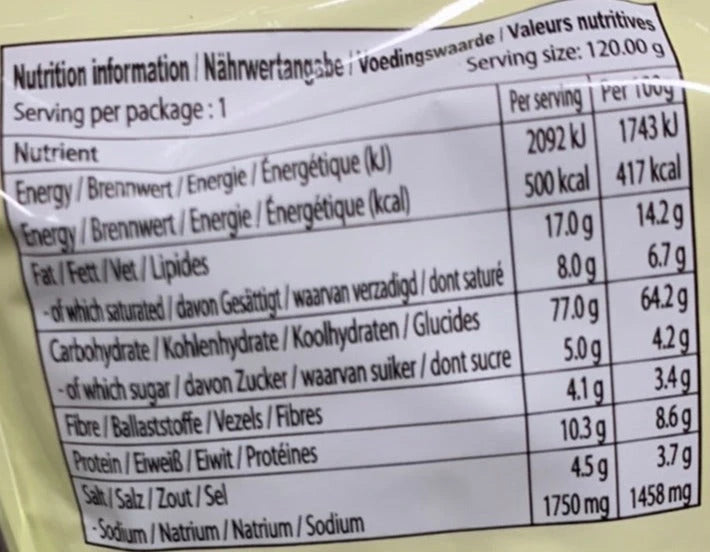 Nutrition information / Nährwertangabe / Voedingswaarde / Valeurs nutritives
Serving per package : 1 Serving size: 120.00 g
Nutrient Per serving Per 100g
Energy / Brennwert / Energie / Énergétique (kJ) 2092 kJ 1743 kJ
Energy / Brennwert / Energie / Énergétique (kcal) 500 kcal 417 kcal
Fat / Fett / Vet / Lipides 17.0 g 14.2 g
- of which saturated / davon Gesättigt / waarvan verzadigd / dont saturé 8.0 g 6.7 g
Carbohydrate / Kohlenhydrate / Koolhydraten / Glucides 77.0 g 64.2 g
- of which sugar / davon Zucker / waarvan suiker / dont sucre 5.0 g 4.2 g
Fibre / Ballaststoffe / Vezels / Fibres 4.1 g 3.4 g
Protein / Eiweiß / Eiwit / Protéines 10.3 g 8.6 g
Salt / Salz / Zout / Sel 4.5 g 3.7 g
- Sodium / Natrium / Natrium / Sodium 1750 mg 1458 mg